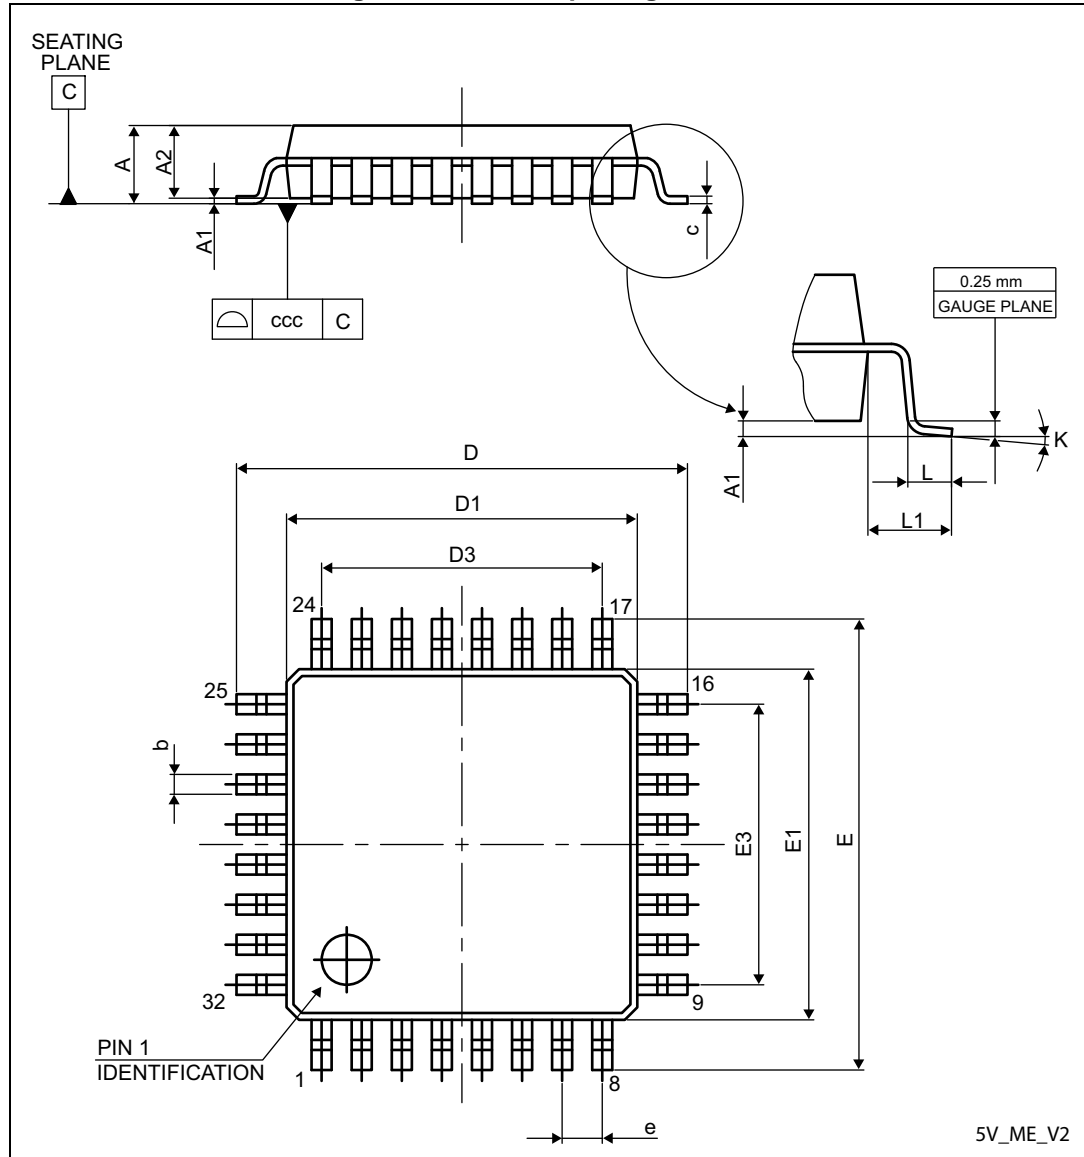 SEATING
PLANE
C
A
A2
A1
c
ccc
C
0.25 mm
GAUGE PLANE
K
A1
L
L1
D
D1
D3
24
17
25
16
b
E3
E1
E
32
9
PIN 1
IDENTIFICATION
1
8
e
5V_ME_V2